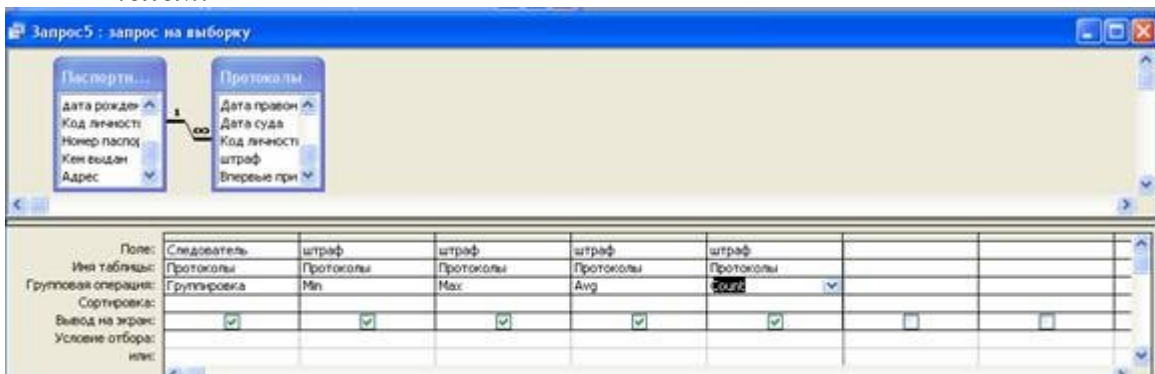 Запрос5 : запрос на выборку
Паспортн...
дата рожден
Код личност
Номер паспор
Кем выдан
Адрес
1
∞
Протоколы
Дата правон
Дата суда
Код личност
штраф
Впервые при
Поле: Следователь штраф штраф штраф штраф
Имя таблицы: Протоколы Протоколы Протоколы Протоколы Протоколы
Групповая операция: Группировка Min Max Avg Count
Сортировка:
Вывод на экран:
Условие отбора:
или: